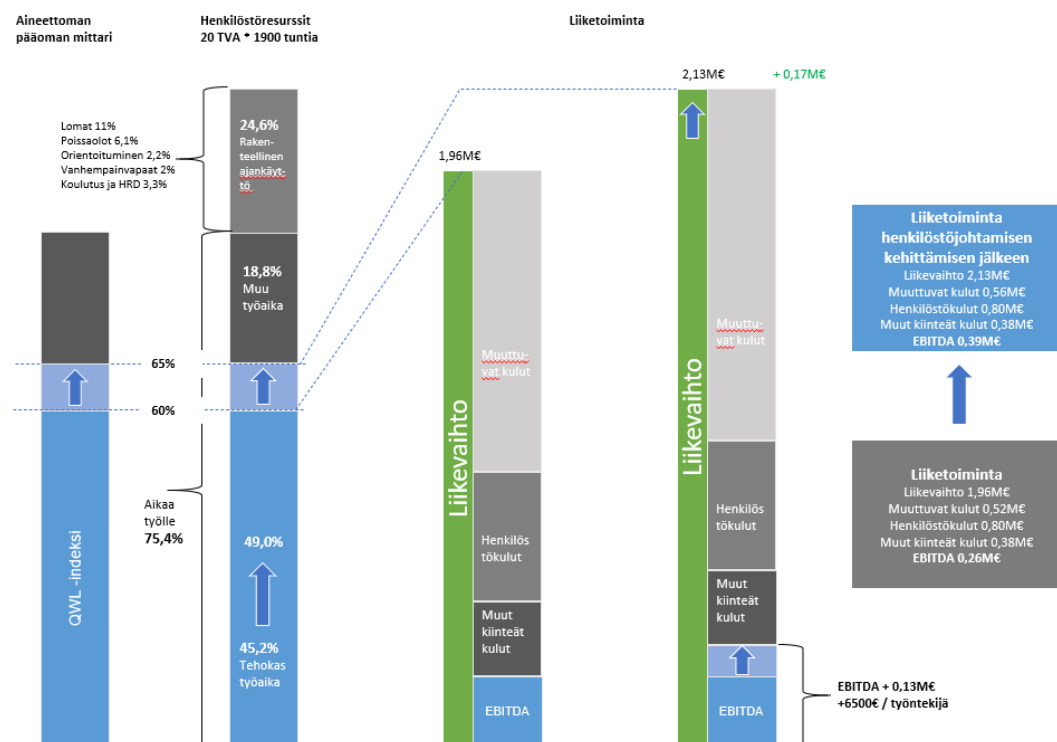 Aineettoman
pääoman mittari
Henkilöstöresurssit
20 TVA * 1900 tuntia
Liiketoiminta
2,13M€
+ 0,17M€
Lomat 11%
Poissaolot 6,1%
Orientoituminen 2,2%
Vanhempainvapaat 2%
Koulutus ja HRD 3,3%
24,6%
Raken-
teellinen
ajankäyt-
tö
1,96M€
18,8%
Muu
työaika
65%
60%
Aikaa
työlle
75,4%
QWL -indeksi
49,0%
45,2%
Tehokas
työaika
Liikevaihto
Muuttu-
vat kulut
Henkilös
tökulut
Muut
kiinteät
kulut
EBITDA
Liikevaihto
Muuttu-
vat kulut
Henkilös
tökulut
Muut
kiinteät
kulut
EBITDA
EBITDA + 0,13M€
+6500€ / työntekijä
Liiketoiminta
henkilöstöjohtamisen
kehittämisen jälkeen
Liikevaihto 2,13M€
Muuttuvat kulut 0,56M€
Henkilöstökulut 0,80M€
Muut kiinteät kulut 0,38M€
EBITDA 0,39M€
Liiketoiminta
Liikevaihto 1,96M€
Muuttuvat kulut 0,52M€
Henkilöstökulut 0,80M€
Muut kiinteät kulut 0,38M€
EBITDA 0,26M€